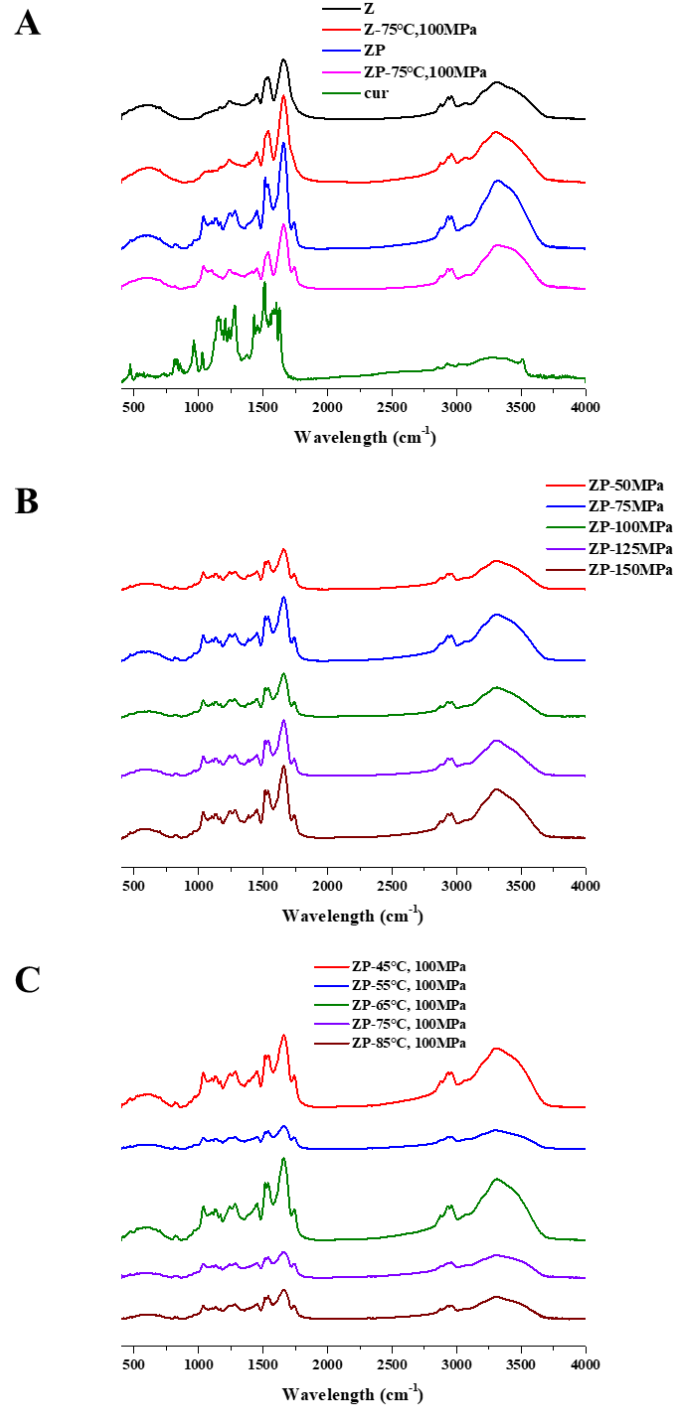 A
Z
Z-75°C,100MPa
ZP
ZP-75°C,100MPa
cur
500 1000 1500 2000 2500 3000 3500 4000
Wavelength (cm-1)
B
ZP-50MPa
ZP-75MPa
ZP-100MPa
ZP-125MPa
ZP-150MPa
500 1000 1500 2000 2500 3000 3500 4000
Wavelength (cm-1)
C
ZP-45°C, 100MPa
ZP-55°C, 100MPa
ZP-65°C, 100MPa
ZP-75°C, 100MPa
ZP-85°C, 100MPa
500 1000 1500 2000 2500 3000 3500 4000
Wavelength (cm-1)